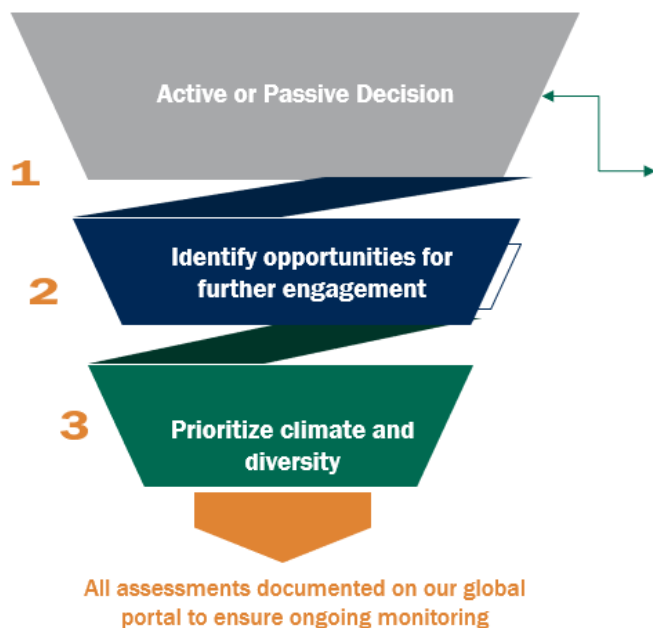 Active or Passive Decision
1
Identify opportunities for
further engagement
2
3
Prioritize climate and
diversity
All assessments documented on our global
portal to ensure ongoing monitoring